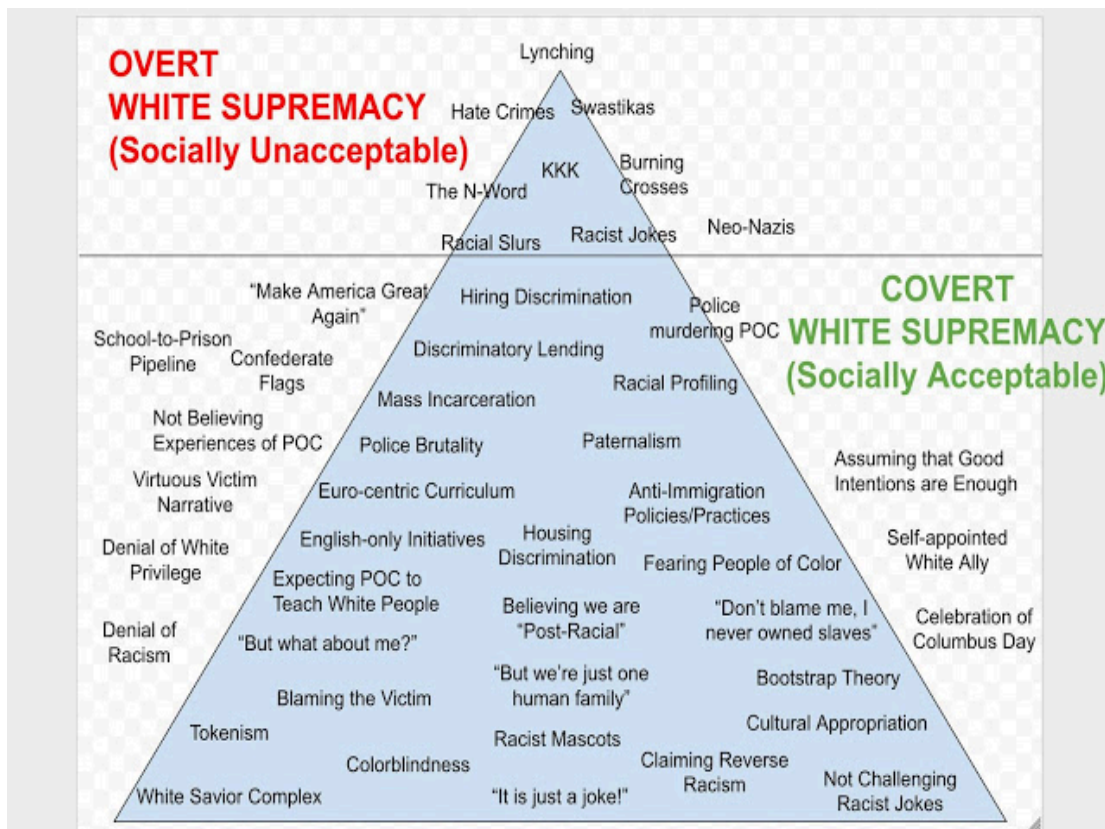 Lynching
OVERT
WHITE SUPREMACY
(Socially Unacceptable)
Hate Crimes
Swastikas
KKK
Burning
Crosses
The N-Word
Neo-Nazis
Racial Slurs
Racist Jokes
COVERT
WHITE SUPREMACY
(Socially Acceptable)
“Make America Great
Again”
Hiring Discrimination
Police
murdering POC
School-to-Prison
Pipeline
Confederate
Flags
Discriminatory Lending
Racial Profiling
Mass Incarceration
Not Believing
Experiences of POC
Police Brutality
Paternalism
Assuming that Good
Intentions are Enough
Virtuous Victim
Narrative
Euro-centric Curriculum
Anti-Immigration
Policies/Practices
English-only Initiatives
Housing
Discrimination
Self-appointed
White Ally
Denial of White
Privilege
Fearing People of Color
Expecting POC to
Teach White People
Believing we are
“Post-Racial”
“Don’t blame me, I
never owned slaves”
Celebration of
Columbus Day
Denial of
Racism
“But what about me?”
“But we’re just one
human family”
Bootstrap Theory
Blaming the Victim
Cultural Appropriation
Tokenism
Racist Mascots
Colorblindness
Claiming Reverse
Racism
Not Challenging
Racist Jokes
White Savior Complex
“It is just a joke!”